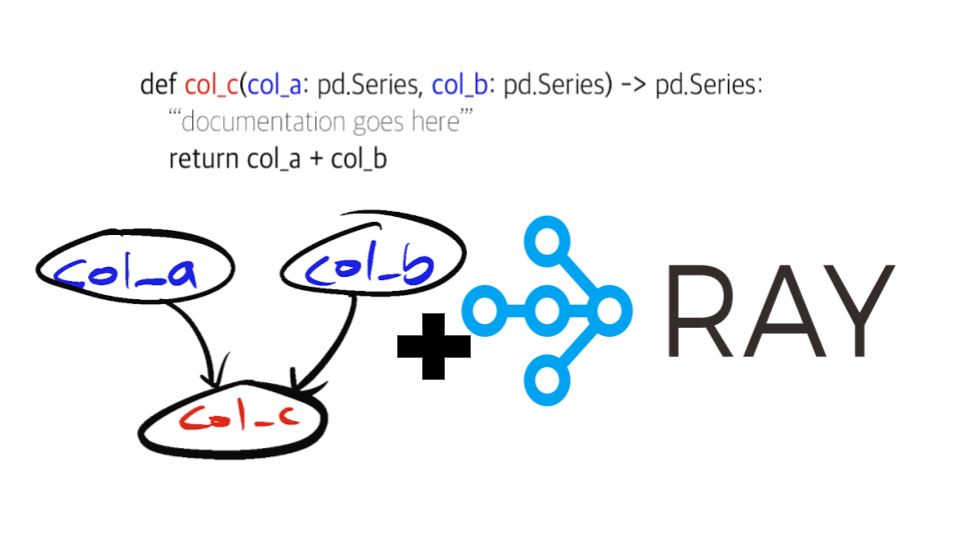 def col_c(col_a: pd.Series, col_b: pd.Series) -> pd.Series:
‘‘‘documentation goes here’’’
return col_a + col_b
col_a
col_b
col_c
RAY